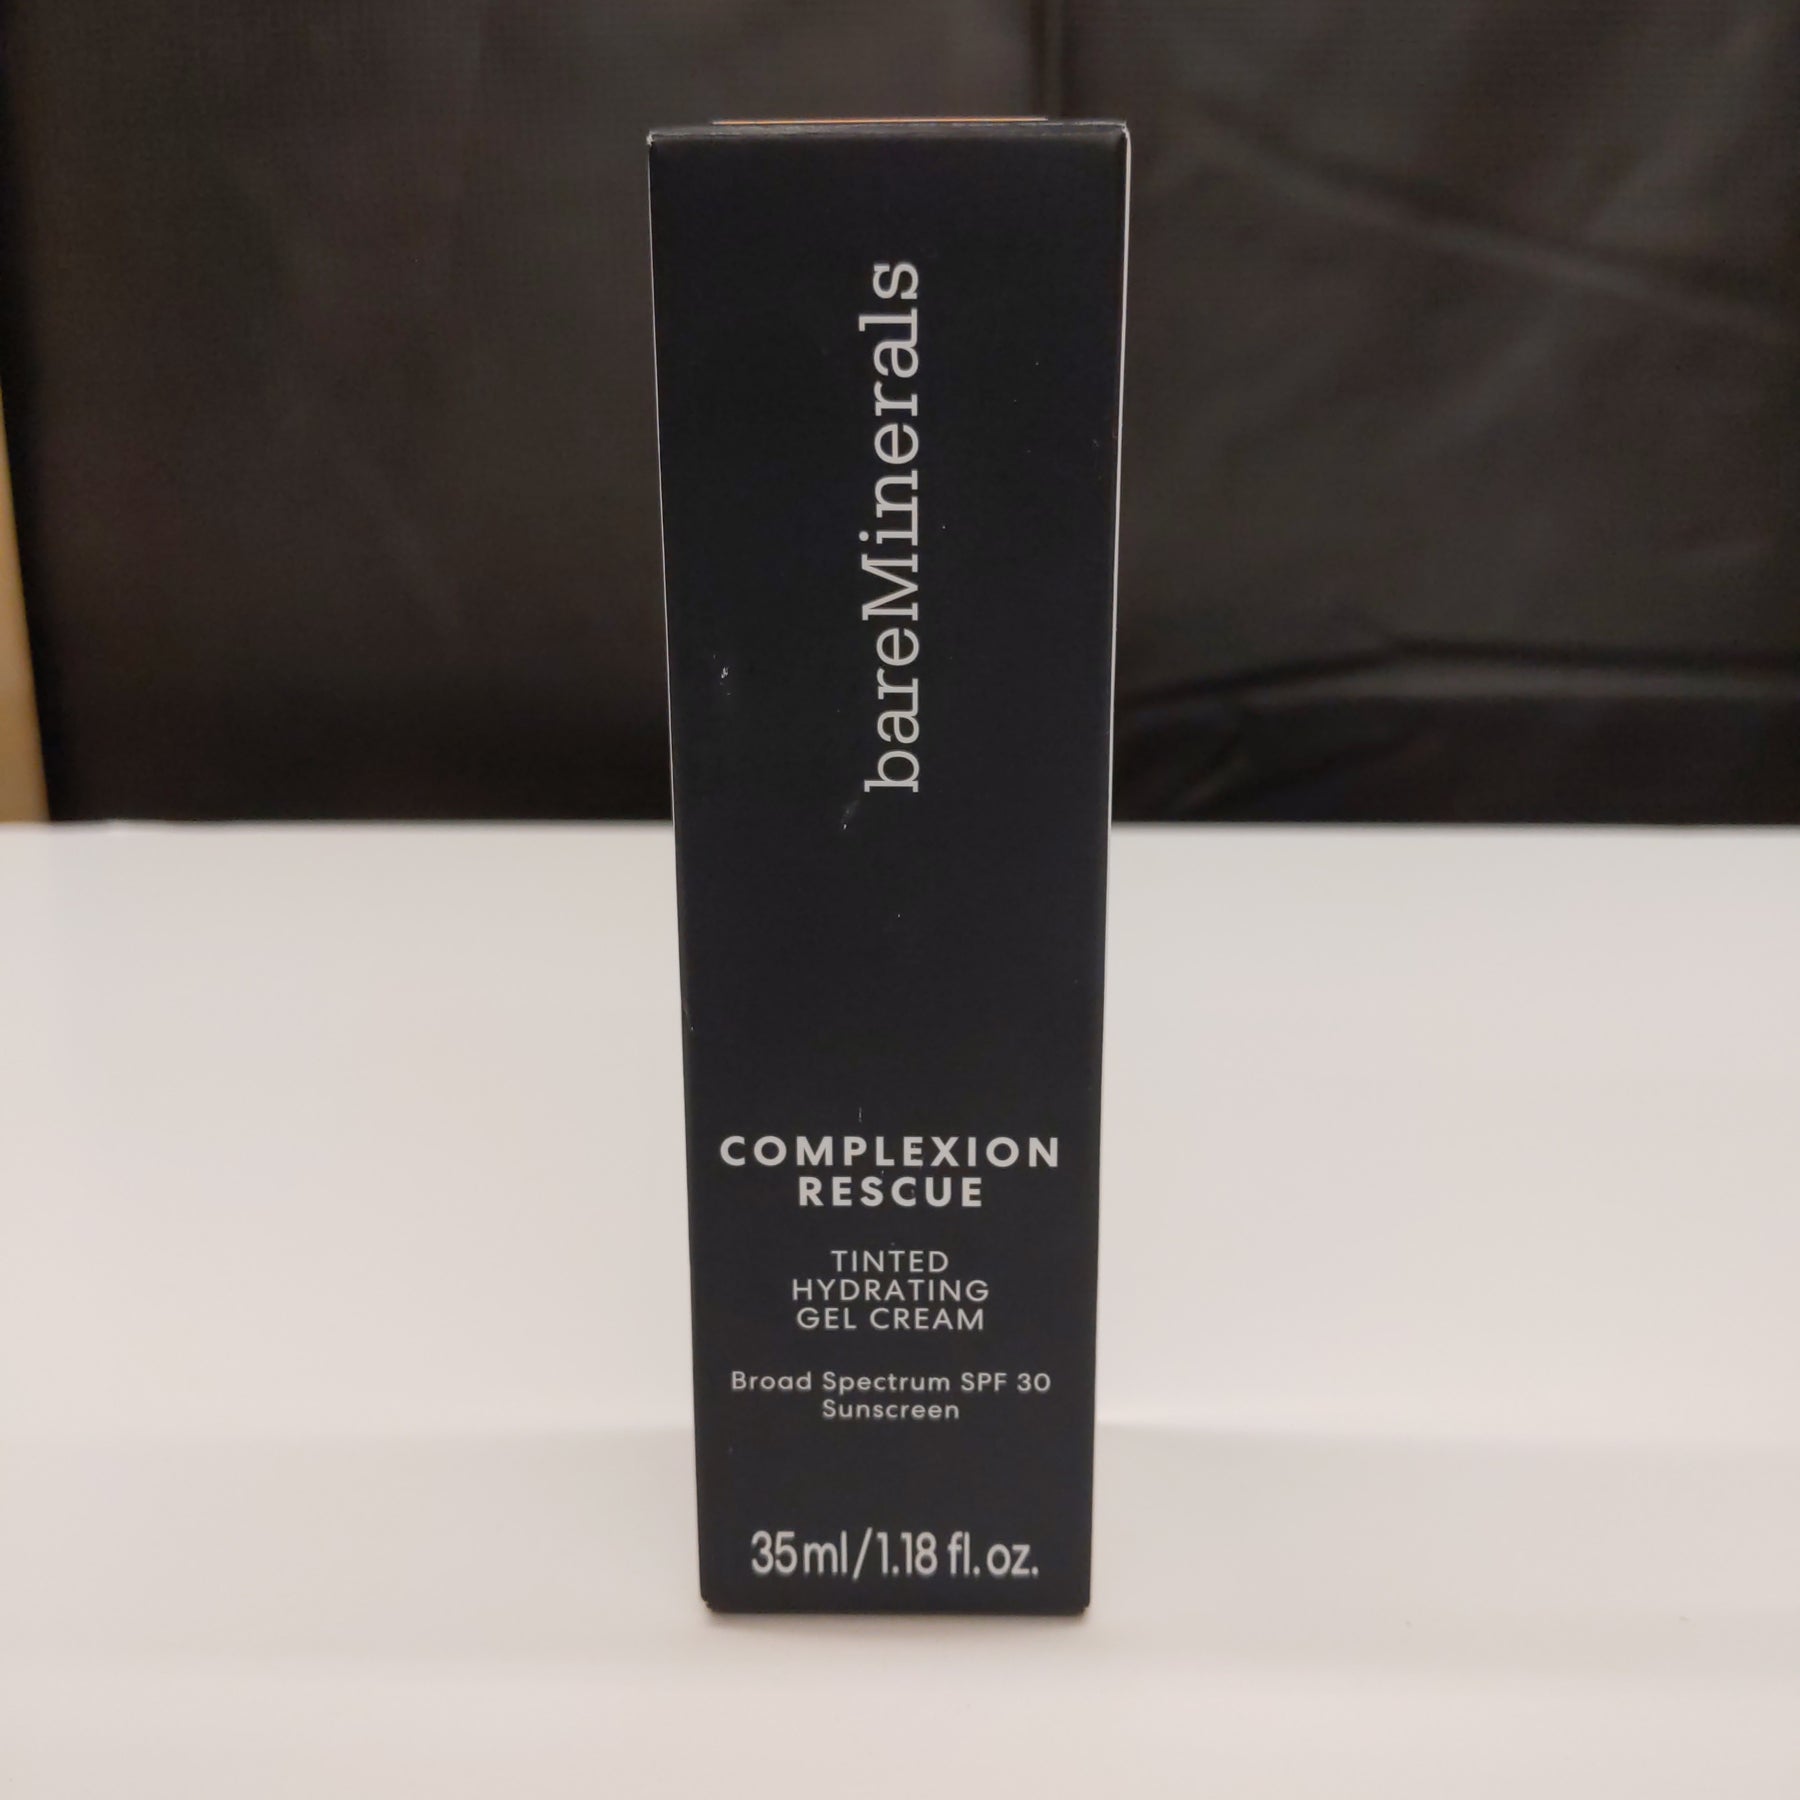 bareMinerals
COMPLEXION
RESCUE
TINTED
HYDRATING
GEL CREAM
Broad Spectrum SPF 30
Sunscreen
35ml/1.18 fl.oz.